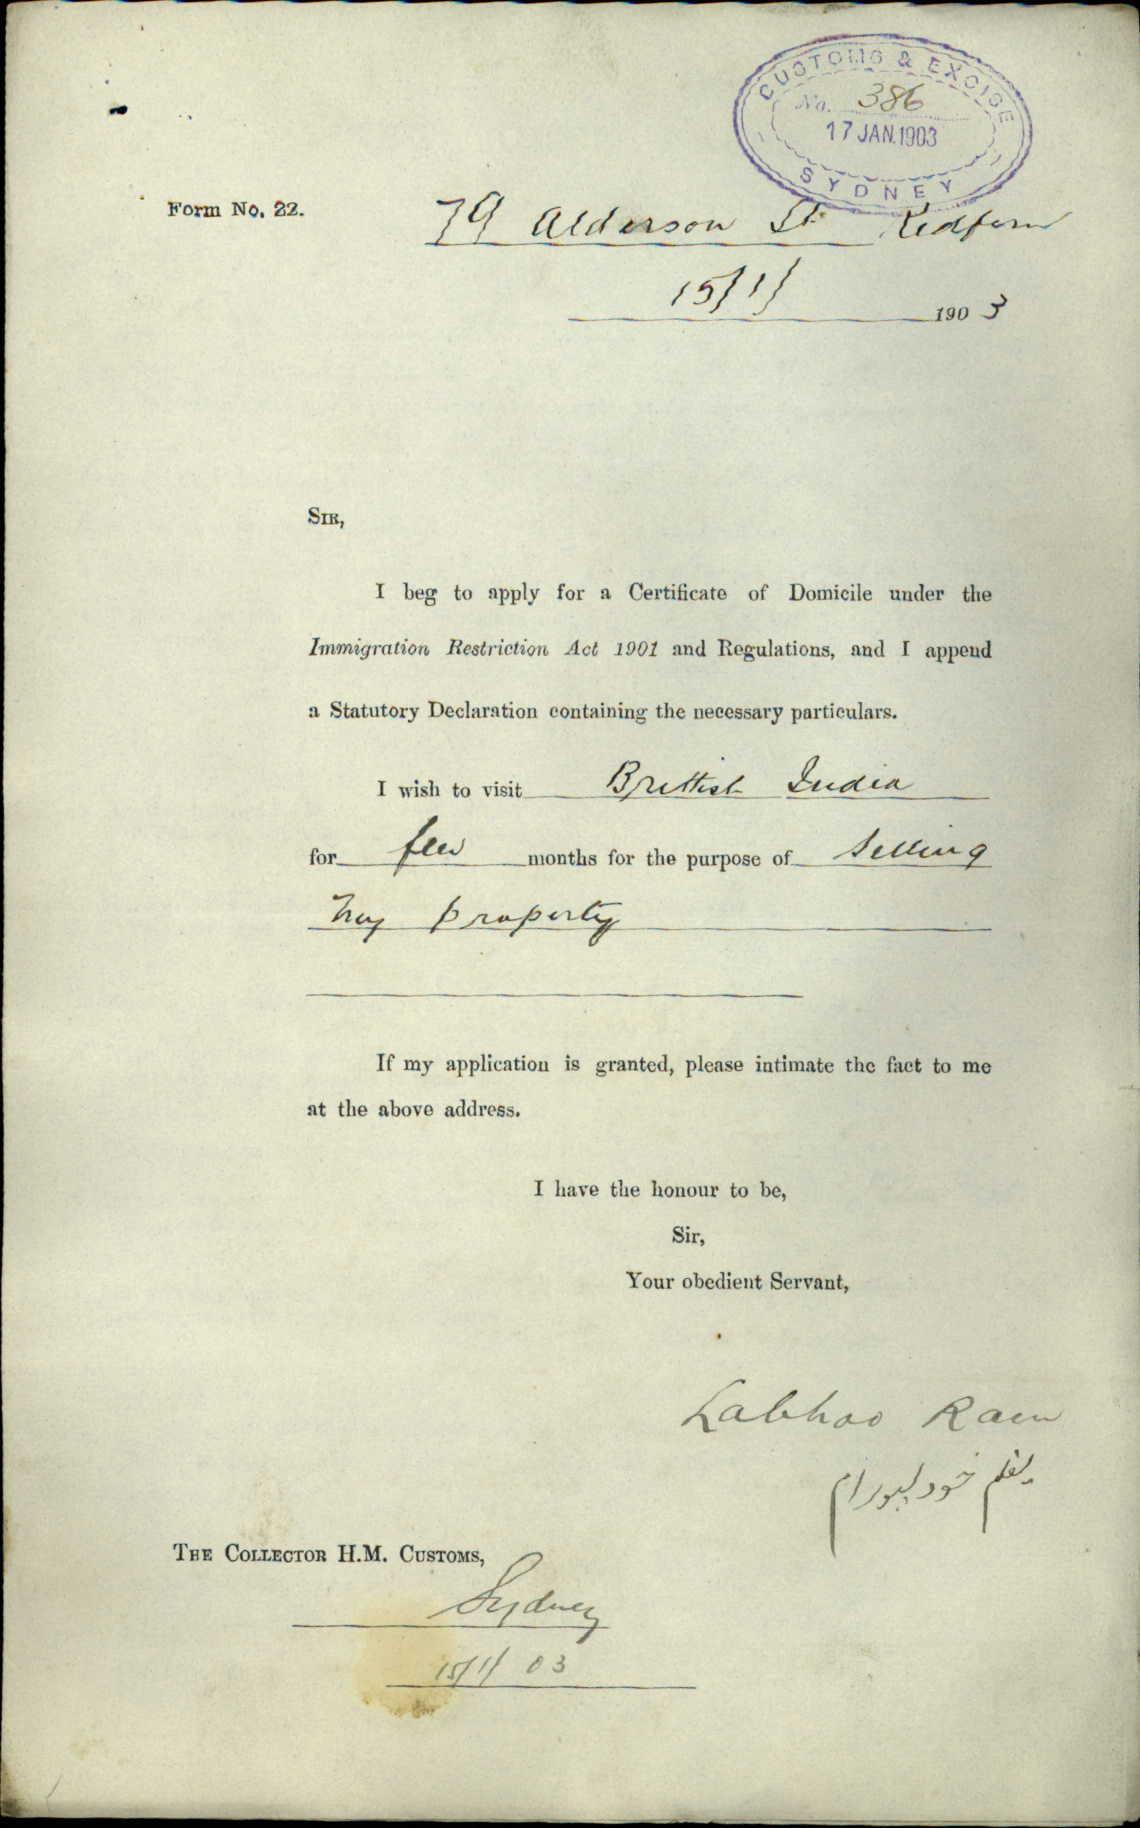 CUSTOMS & EXCISE
No. 386
17 JAN. 1903
SYDNEY
Form No. 22.
79 Alderson St Redfern
15/1/ 1903
SIR,
I beg to apply for a Certificate of Domicile under the
Immigration Restriction Act 1901 and Regulations, and I append
a Statutory Declaration containing the necessary particulars.
I wish to visit British India
for few months for the purpose of Selling
my property
If my application is granted, please intimate the fact to me
at the above address.
I have the honour to be,
Sir,
Your obedient Servant,
Labhoo Ram
بقلم خود لبورام
THE COLLECTOR H.M. CUSTOMS,
Sydney
15/1/03